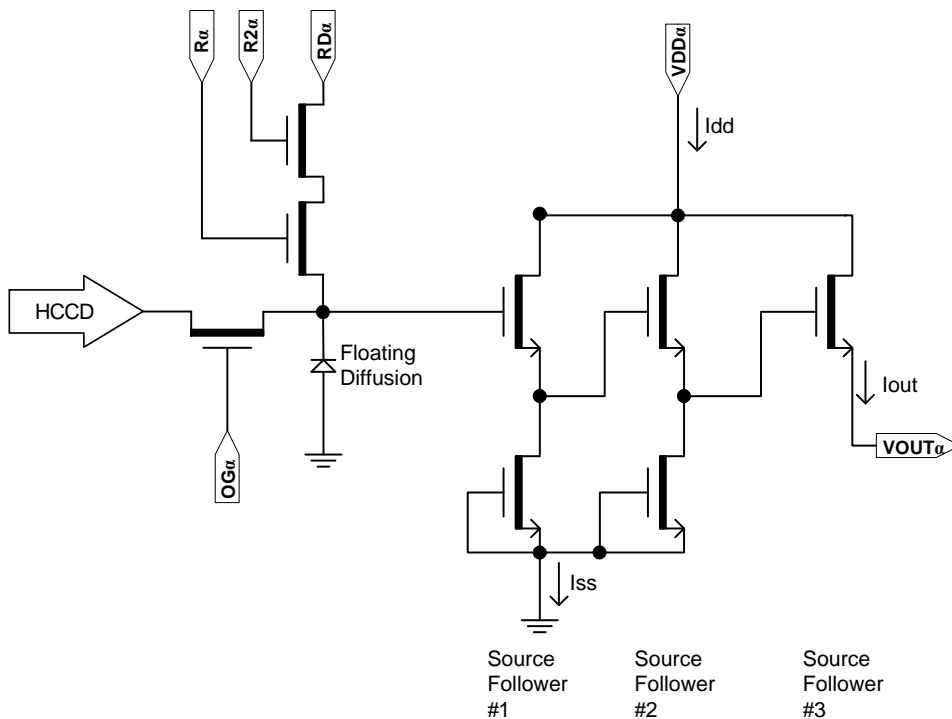 Rα
R2α
RDα
VDDα
Idd
HCCD
Floating
Diffusion
Iout
VOUTα
OGα
Iss
Source
Follower
#1
Source
Follower
#2
Source
Follower
#3